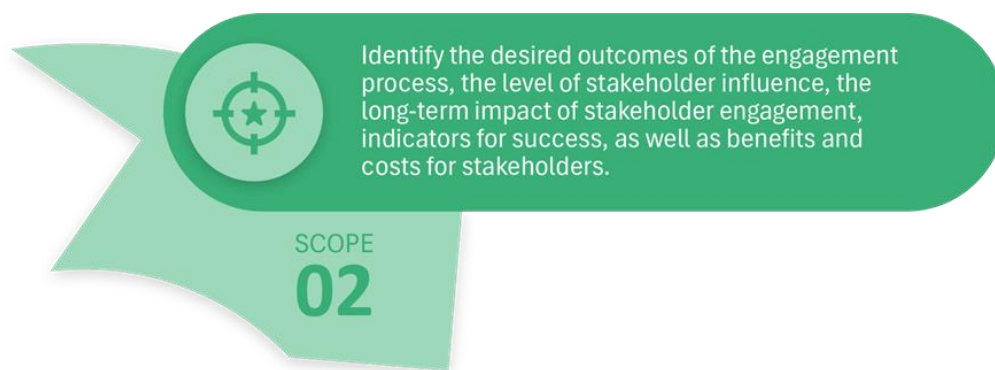 Identify the desired outcomes of the engagement
process, the level of stakeholder influence, the
long-term impact of stakeholder engagement,
indicators for success, as well as benefits and
costs for stakeholders.
SCOPE
02